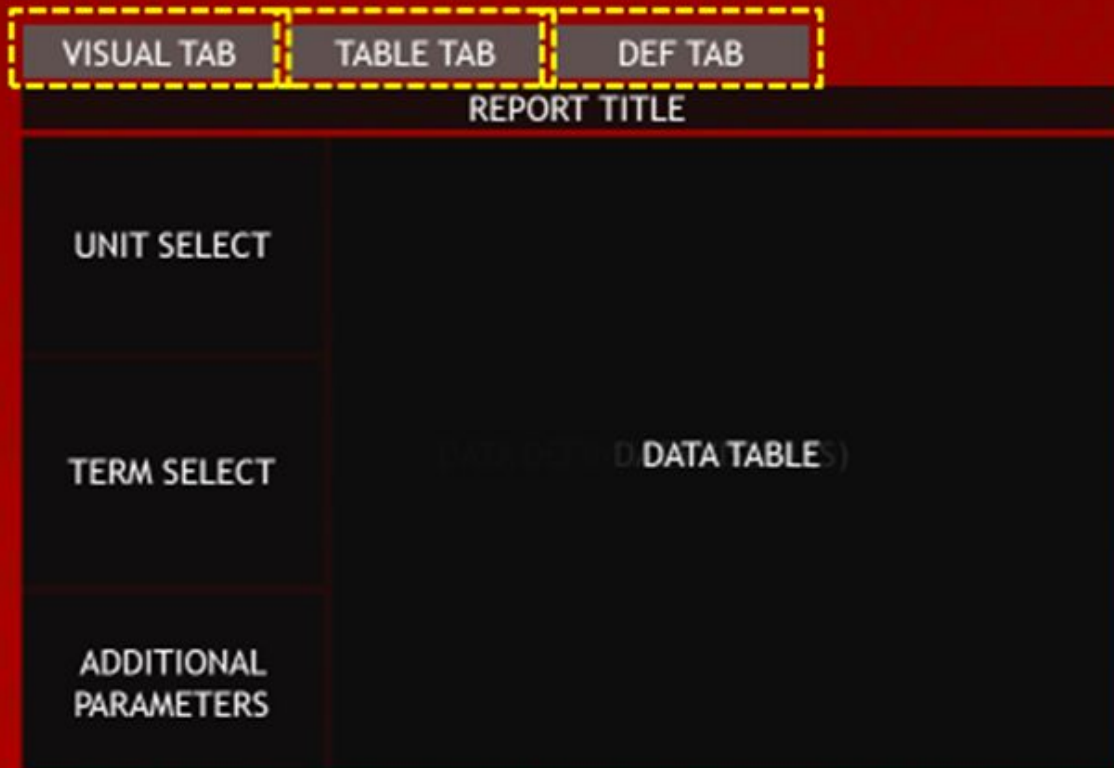 VISUAL TAB
TABLE TAB
DEF TAB
REPORT TITLE
UNIT SELECT
DATA TABLE
TERM SELECT
ADDITIONAL
PARAMETERS